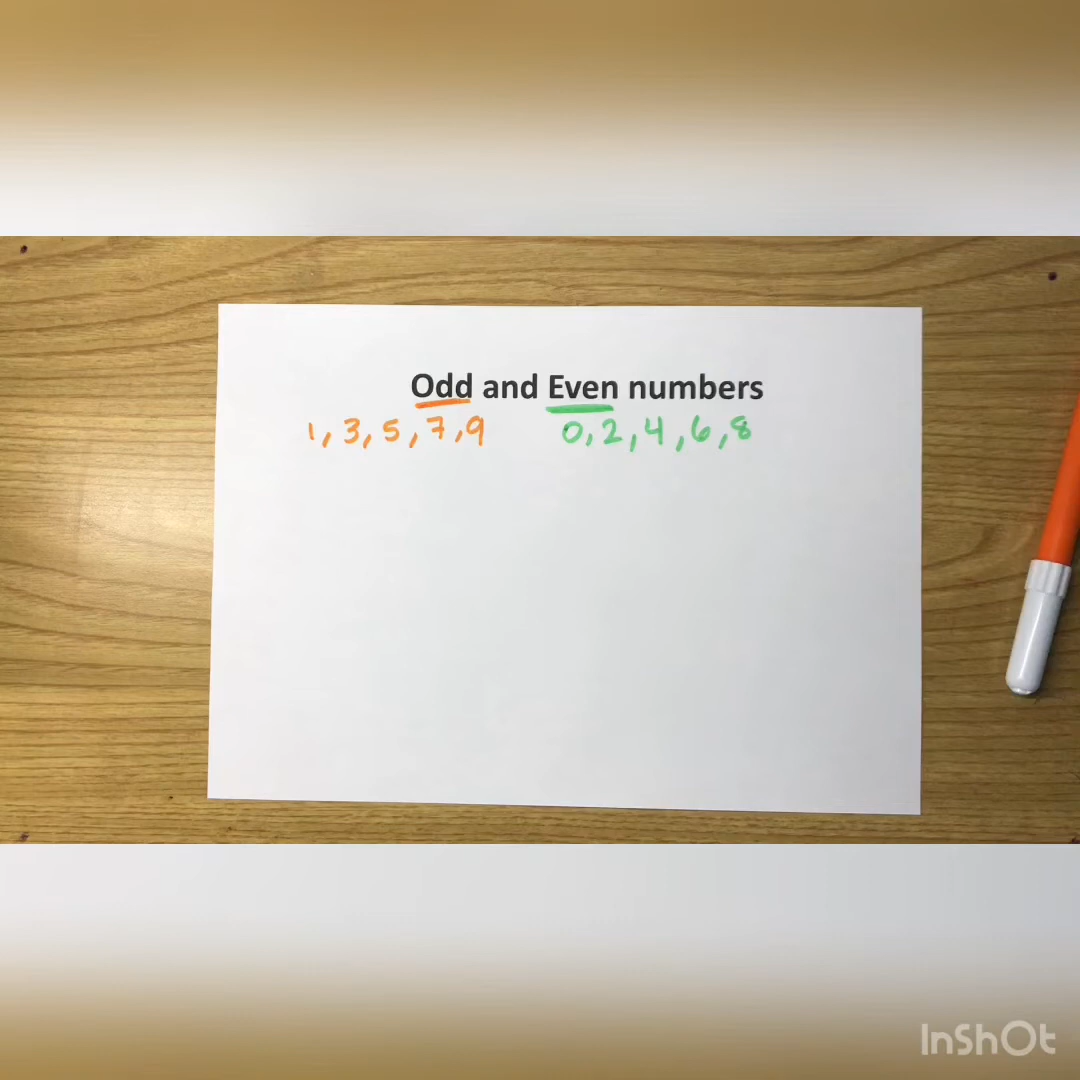 Odd and Even numbers
1, 3, 5, 7, 9 0, 2, 4, 6, 8
InShOt